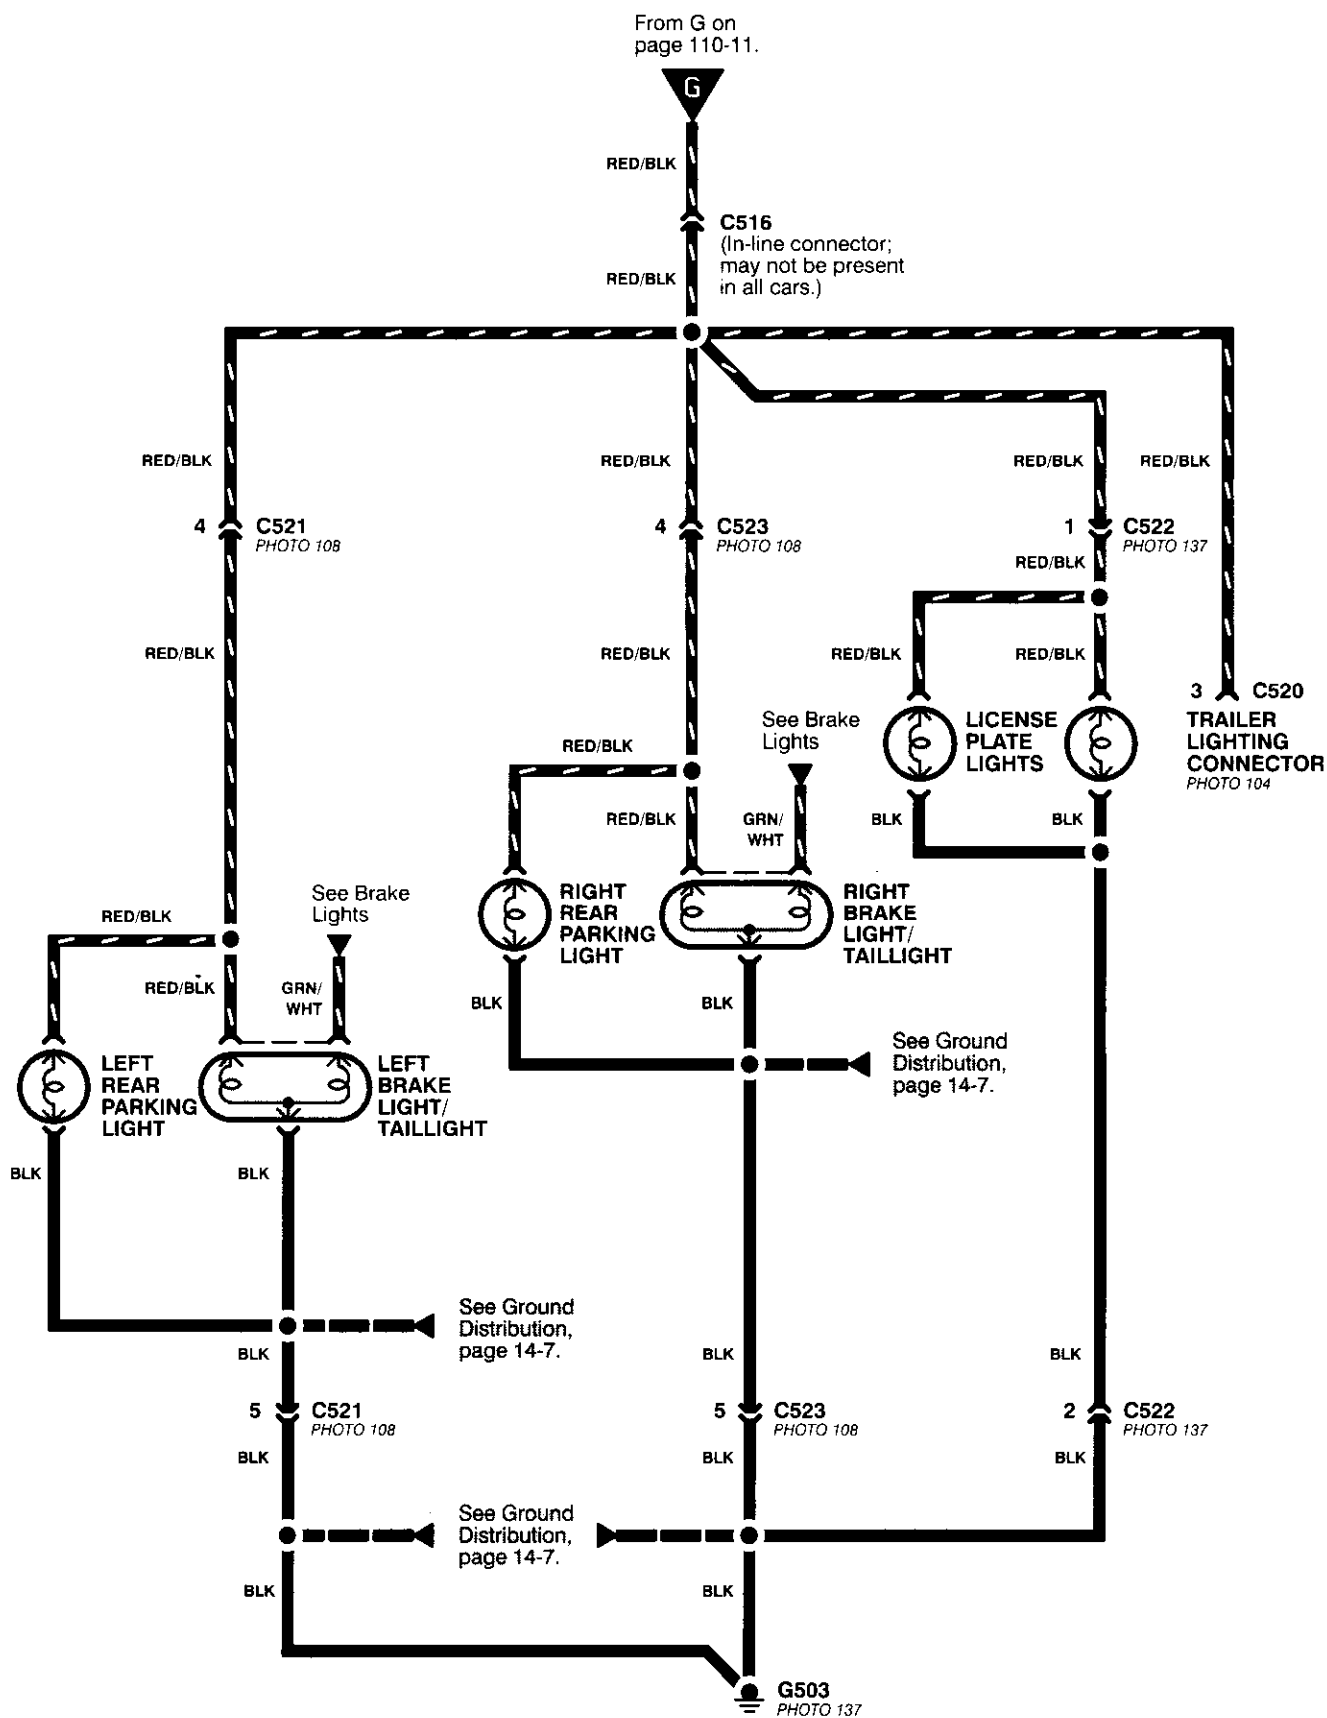 From G on
page 110-11.
G
RED/BLK
C516
(In-line connector;
may not be present
in all cars.)
RED/BLK
RED/BLK
RED/BLK
RED/BLK
RED/BLK
4
C521
PHOTO 108
4
C523
PHOTO 108
1
C522
PHOTO 137
RED/BLK
RED/BLK
RED/BLK
RED/BLK
RED/BLK
3
C520
TRAILER
LIGHTING
CONNECTOR
PHOTO 104
LICENSE
PLATE
LIGHTS
See Brake
Lights
RED/BLK
RED/BLK
GRN/
WHT
BLK
BLK
RIGHT
REAR
PARKING
LIGHT
RIGHT
BRAKE
LIGHT/
TAILLIGHT
See Brake
Lights
RED/BLK
RED/BLK
GRN/
WHT
BLK
BLK
See Ground
Distribution,
page 14-7.
LEFT
REAR
PARKING
LIGHT
LEFT
BRAKE
LIGHT/
TAILLIGHT
BLK
BLK
See Ground
Distribution,
page 14-7.
BLK
BLK
BLK
5
C521
PHOTO 108
5
C523
PHOTO 108
2
C522
PHOTO 137
BLK
BLK
BLK
See Ground
Distribution,
page 14-7.
BLK
BLK
G503
PHOTO 137